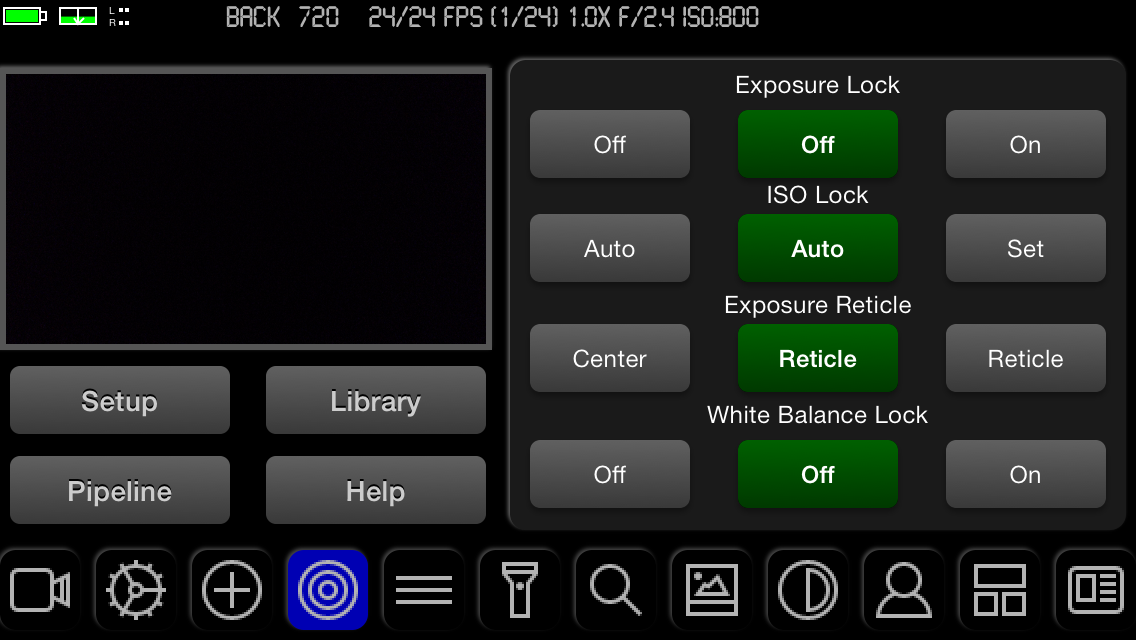 L
R
BACK 720 24/24 FPS (1/24) 1.0X F/2.4 ISO:800
Exposure Lock
Off Off On
ISO Lock
Auto Auto Set
Exposure Reticle
Center Reticle Reticle
White Balance Lock
Off Off On
Setup Library
Pipeline Help